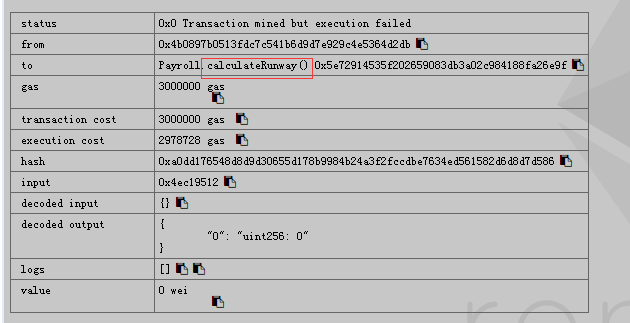 status 0x0 Transaction mined but execution failed
from 0x4b0897b0513fdc7c541b6d9d7e929c4e5364d2db
to Payroll.calculateRunway() 0x5e72914535f202659083db3a02c984188fa26e9f
gas 3000000 gas
transaction cost 3000000 gas
execution cost 2978728 gas
hash 0xa0dd176548d8d9d30655d178b9984b24a3f2fccdbe7634ed561582d6d8d7d586
input 0x4ec19512
decoded input {}
decoded output {
"0": "uint256: 0"
}
logs []
value 0 wei